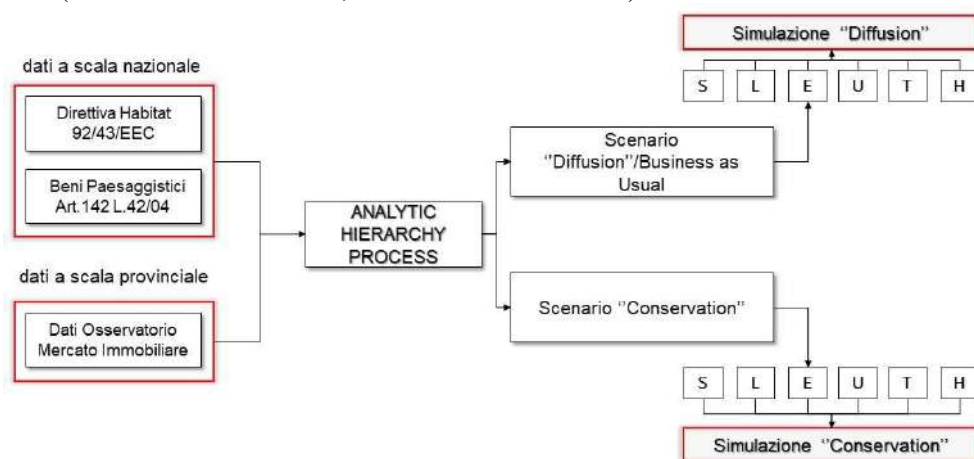 dati a scala nazionale
Direttiva Habitat
92/43/EEC
Beni Paesaggistici
Art.142 L.42/04
dati a scala provinciale
Dati Osservatorio
Mercato Immobiliare
ANALYTIC
HIERARCHY
PROCESS
Scenario
"Diffusion"/Business as
Usual
Scenario "Conservation"
Simulazione "Diffusion"
S L E U T H
S L E U T H
Simulazione "Conservation"